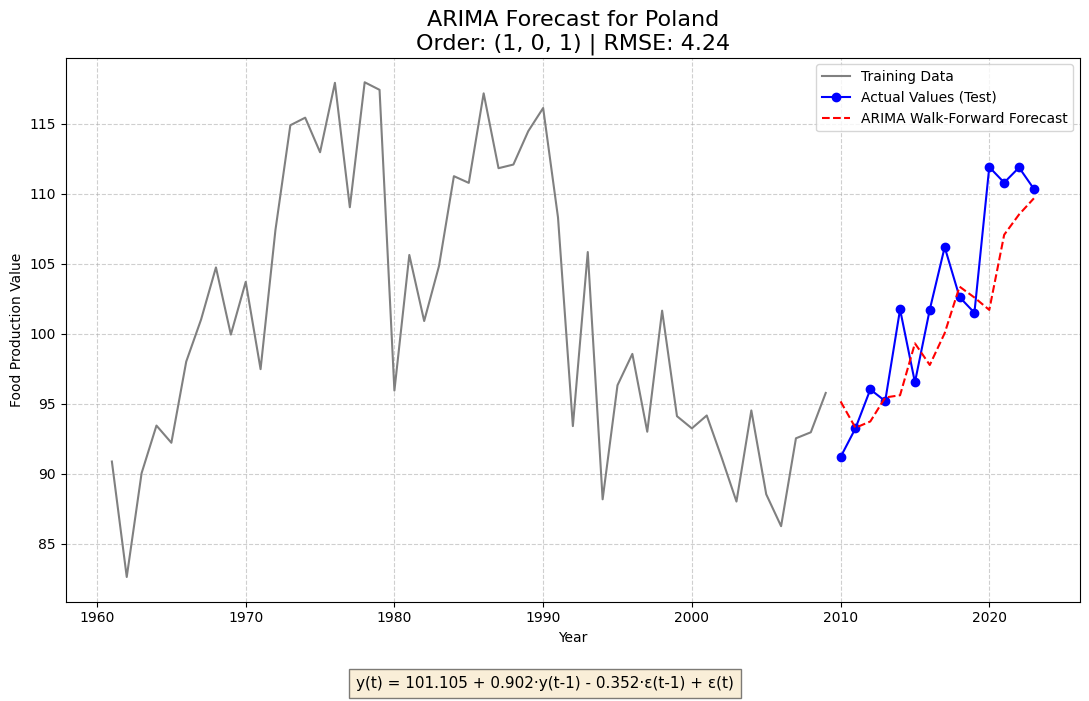 ARIMA Forecast for Poland
Order: (1, 0, 1) | RMSE: 4.24
Training Data
Actual Values (Test)
ARIMA Walk-Forward Forecast
Food Production Value
115
110
105
100
95
90
85
1960 1970 1980 1990 2000 2010 2020
Year
y(t) = 101.105 + 0.902·y(t-1) - 0.352·ε(t-1) + ε(t)